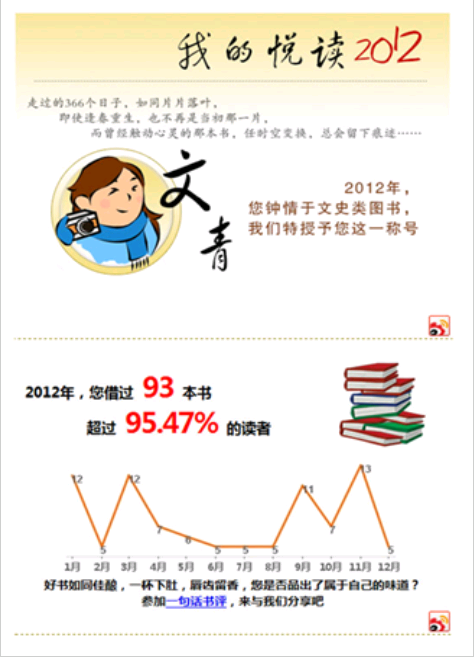 我的悦读2012
走过的366个日子，如同片片落叶，
即使逢春重生，也不再是当初那一片，
而曾经触动心灵的那本书，任时空变换，总会留下痕迹……
文青
2012年，
您钟情于文史类图书，
我们特授予您这一称号
2012年，您借过 93 本书
超过 95.47% 的读者
12 5 12 7 6 5 5 5 11 7 13 5
1月 2月 3月 4月 5月 6月 7月 8月 9月 10月 11月 12月
好书如同佳酿，一杯下肚，唇齿留香，您是否品出了属于自己的味道？
参加一句话书评，来与我们分享吧